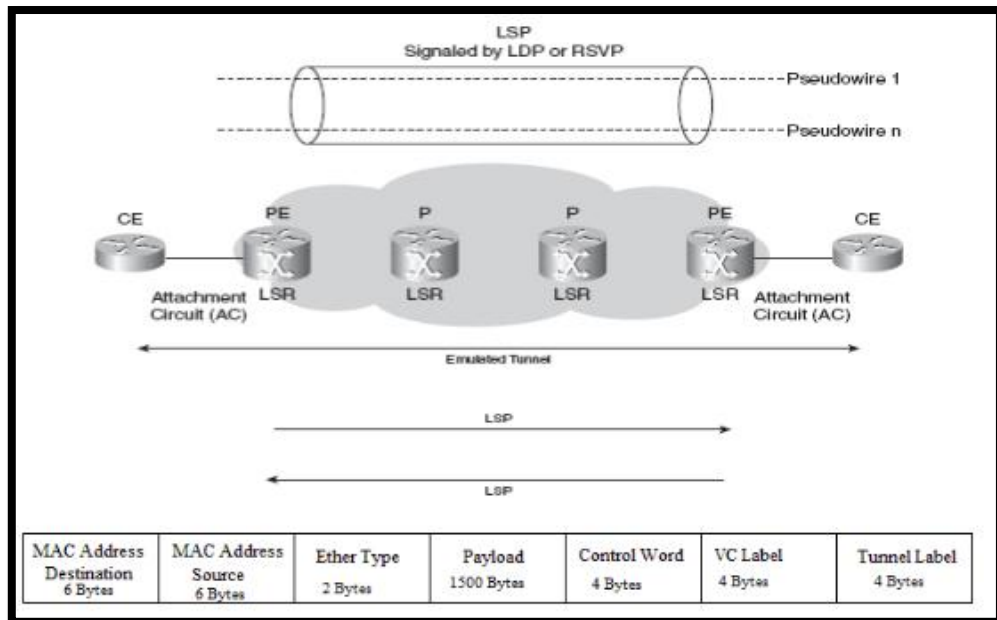 LSP
Signaled by LDP or RSVP
Pseudowire 1
Pseudowire n
CE
PE
P
P
PE
CE
LSR
LSR
LSR
LSR
Attachment
Circuit (AC)
Attachment
Circuit (AC)
Emulated Tunnel
LSP
LSP
MAC Address
Destination
6 Bytes
MAC Address
Source
6 Bytes
Ether Type
2 Bytes
Payload
1500 Bytes
Control Word
4 Bytes
VC Label
4 Bytes
Tunnel Label
4 Bytes